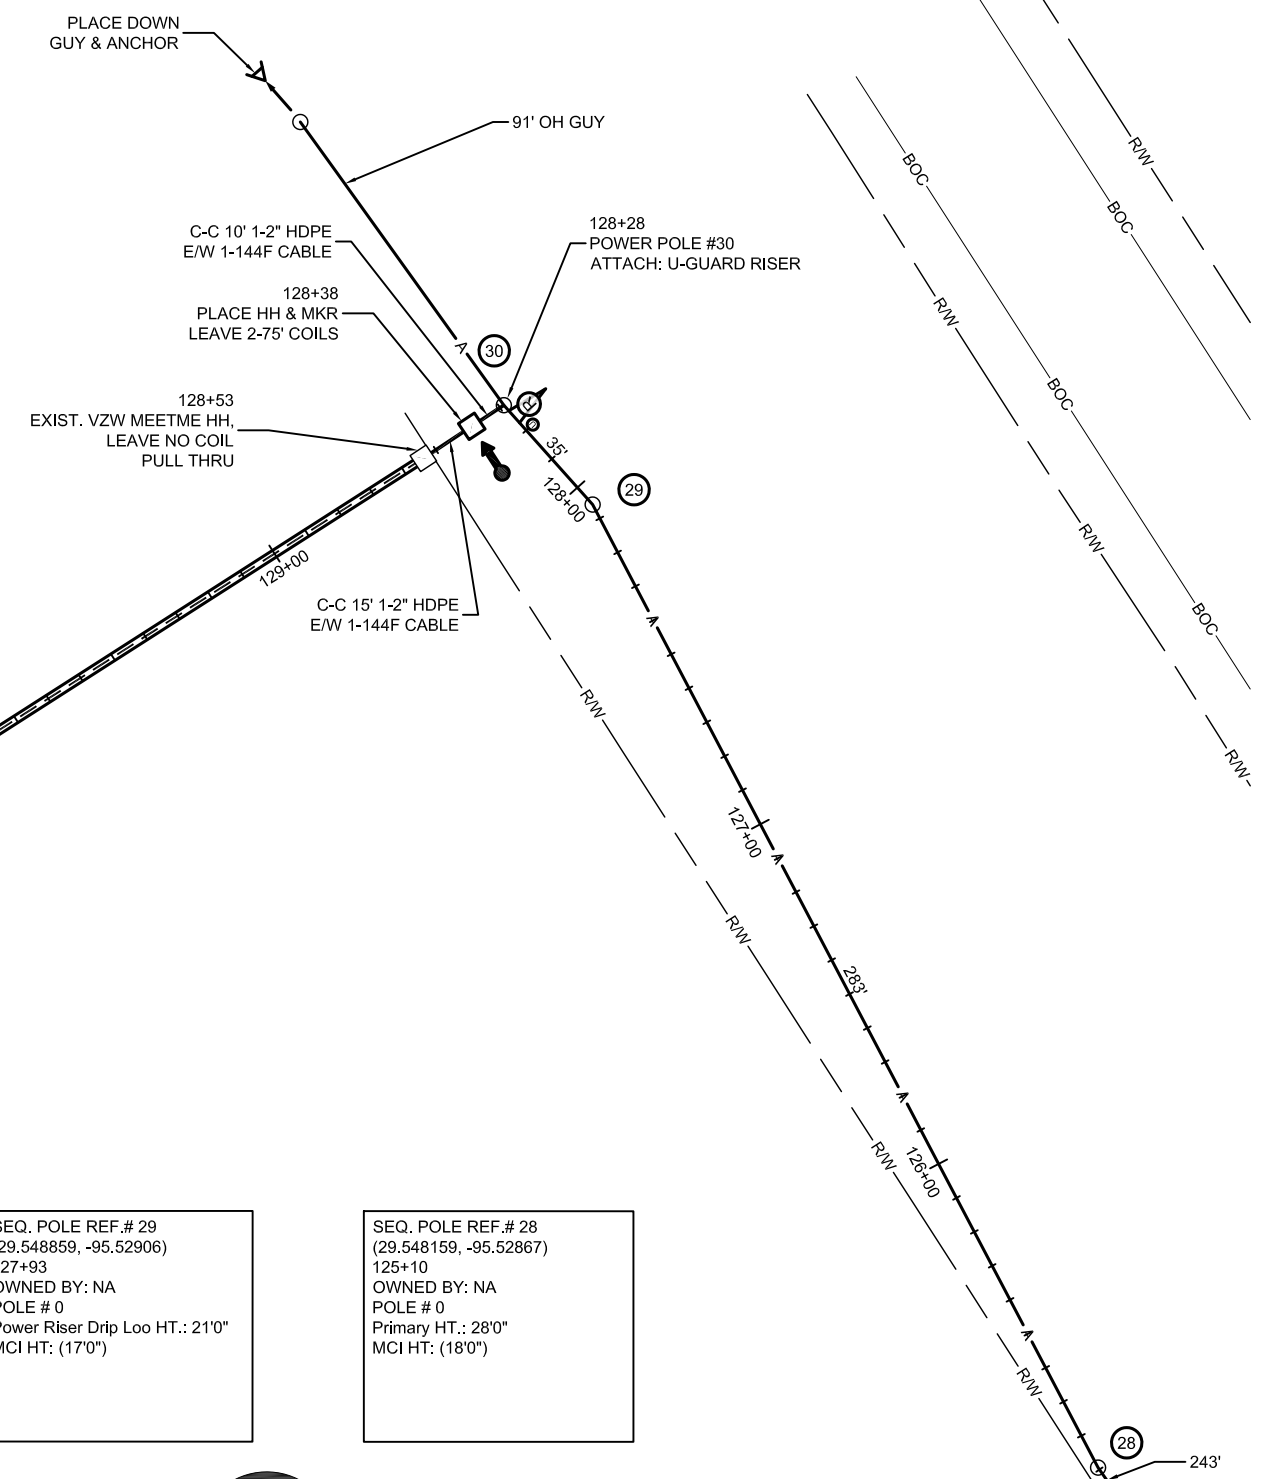 PLACE DOWN
GUY & ANCHOR
91' OH GUY
C-C 10' 1-2" HDPE
E/W 1-144F CABLE
128+28
POWER POLE #30
ATTACH: U-GUARD RISER
128+38
PLACE HH & MKR
LEAVE 2-75' COILS
128+53
EXIST. VZW MEETME HH,
LEAVE NO COIL
PULL THRU
A
30
R
35'
128+00
29
129+00
C-C 15' 1-2" HDPE
E/W 1-144F CABLE
R/W
BOC
R/W
BOC
R/W
BOC
R/W
BOC
R/W
R/W
A
127+00
A
R/W
283'
A
R/W
126+00
A
R/W
28
243'
SEQ. POLE REF.# 29
29.548859, -95.52906)
27+93
OWNED BY: NA
POLE # 0
Power Riser Drip Loo HT.: 21'0"
MCI HT: (17'0")
SEQ. POLE REF.# 28
(29.548159, -95.52867)
125+10
OWNED BY: NA
POLE # 0
Primary HT.: 28'0"
MCI HT: (18'0")